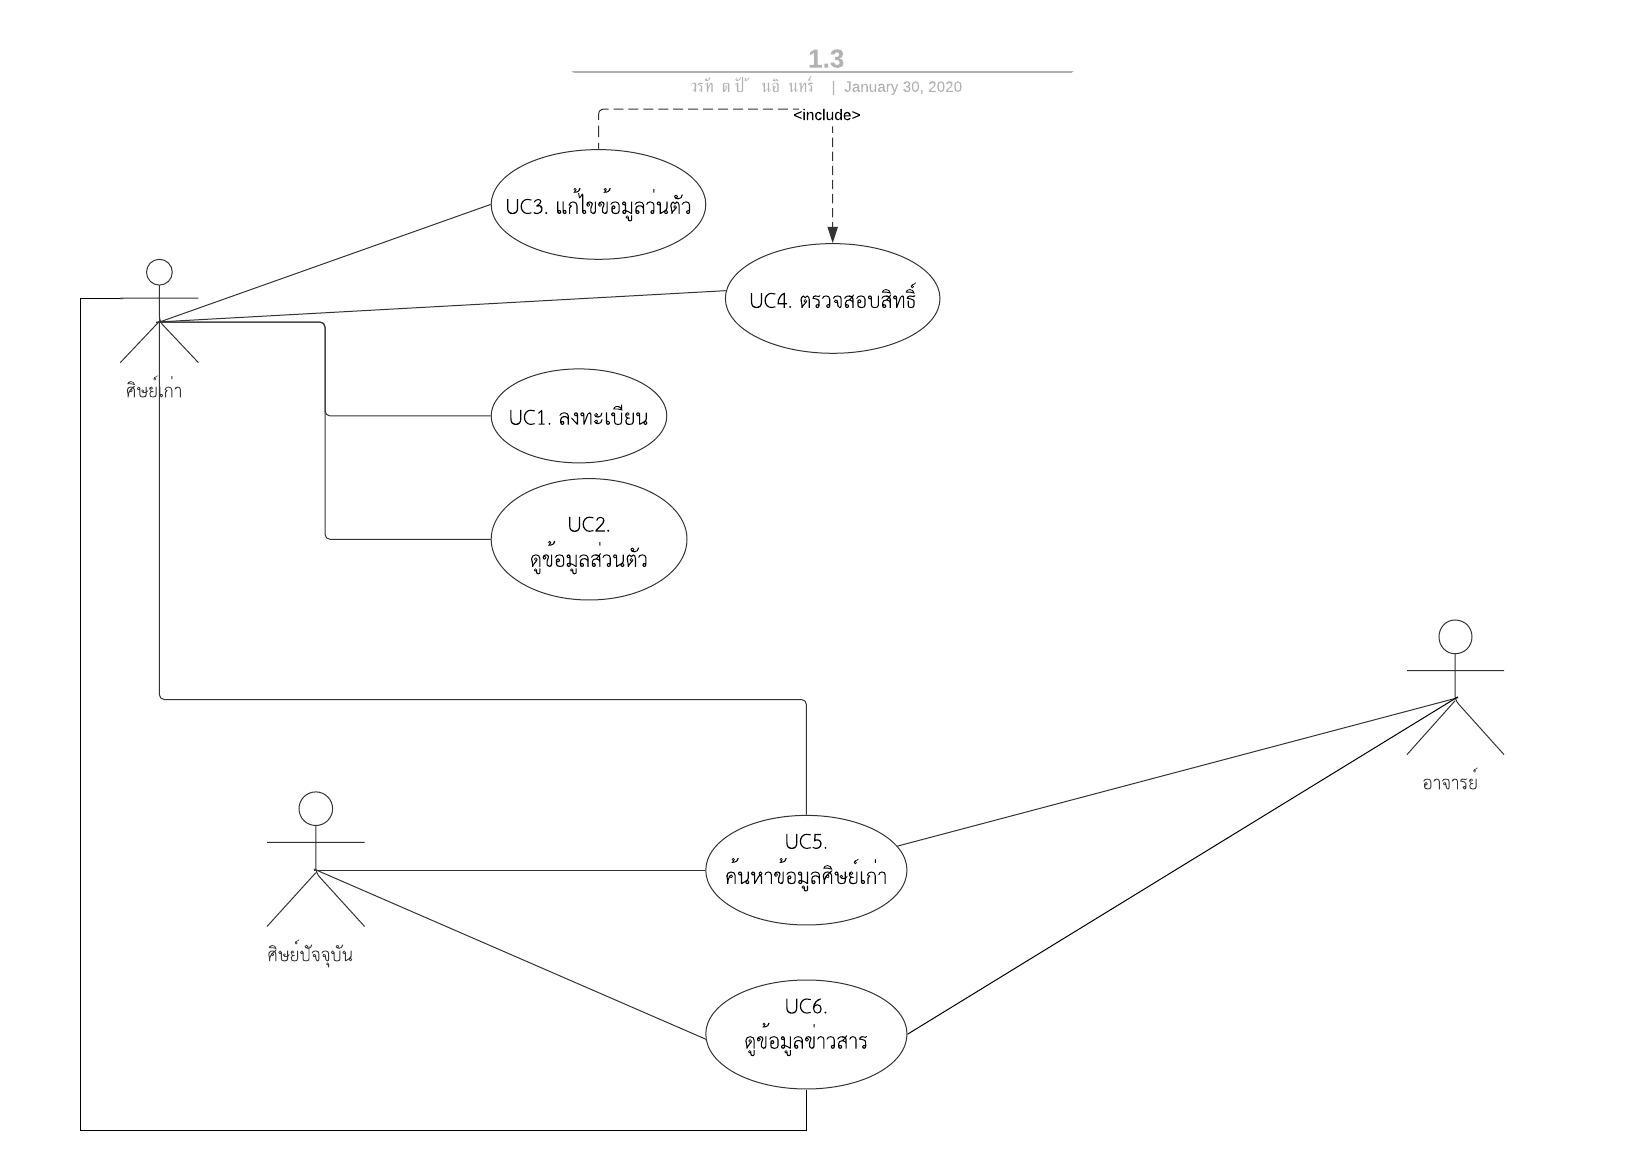 1.3
| January 30, 2020
<include>
UC3. แก้ไขข้อมูลว่นตัว
UC4. ตรวจสอบสิทธิ์
ศิษย์เก่า
UC1. ลงทะเบียน
UC2.
ดูข้อมูลส่วนตัว
อาจารย์
UC5.
ค้นหาข้อมูลศิษย์เก่า
ศิษย์ปัจจุบัน
UC6.
ดูข้อมูลข่าวสาร